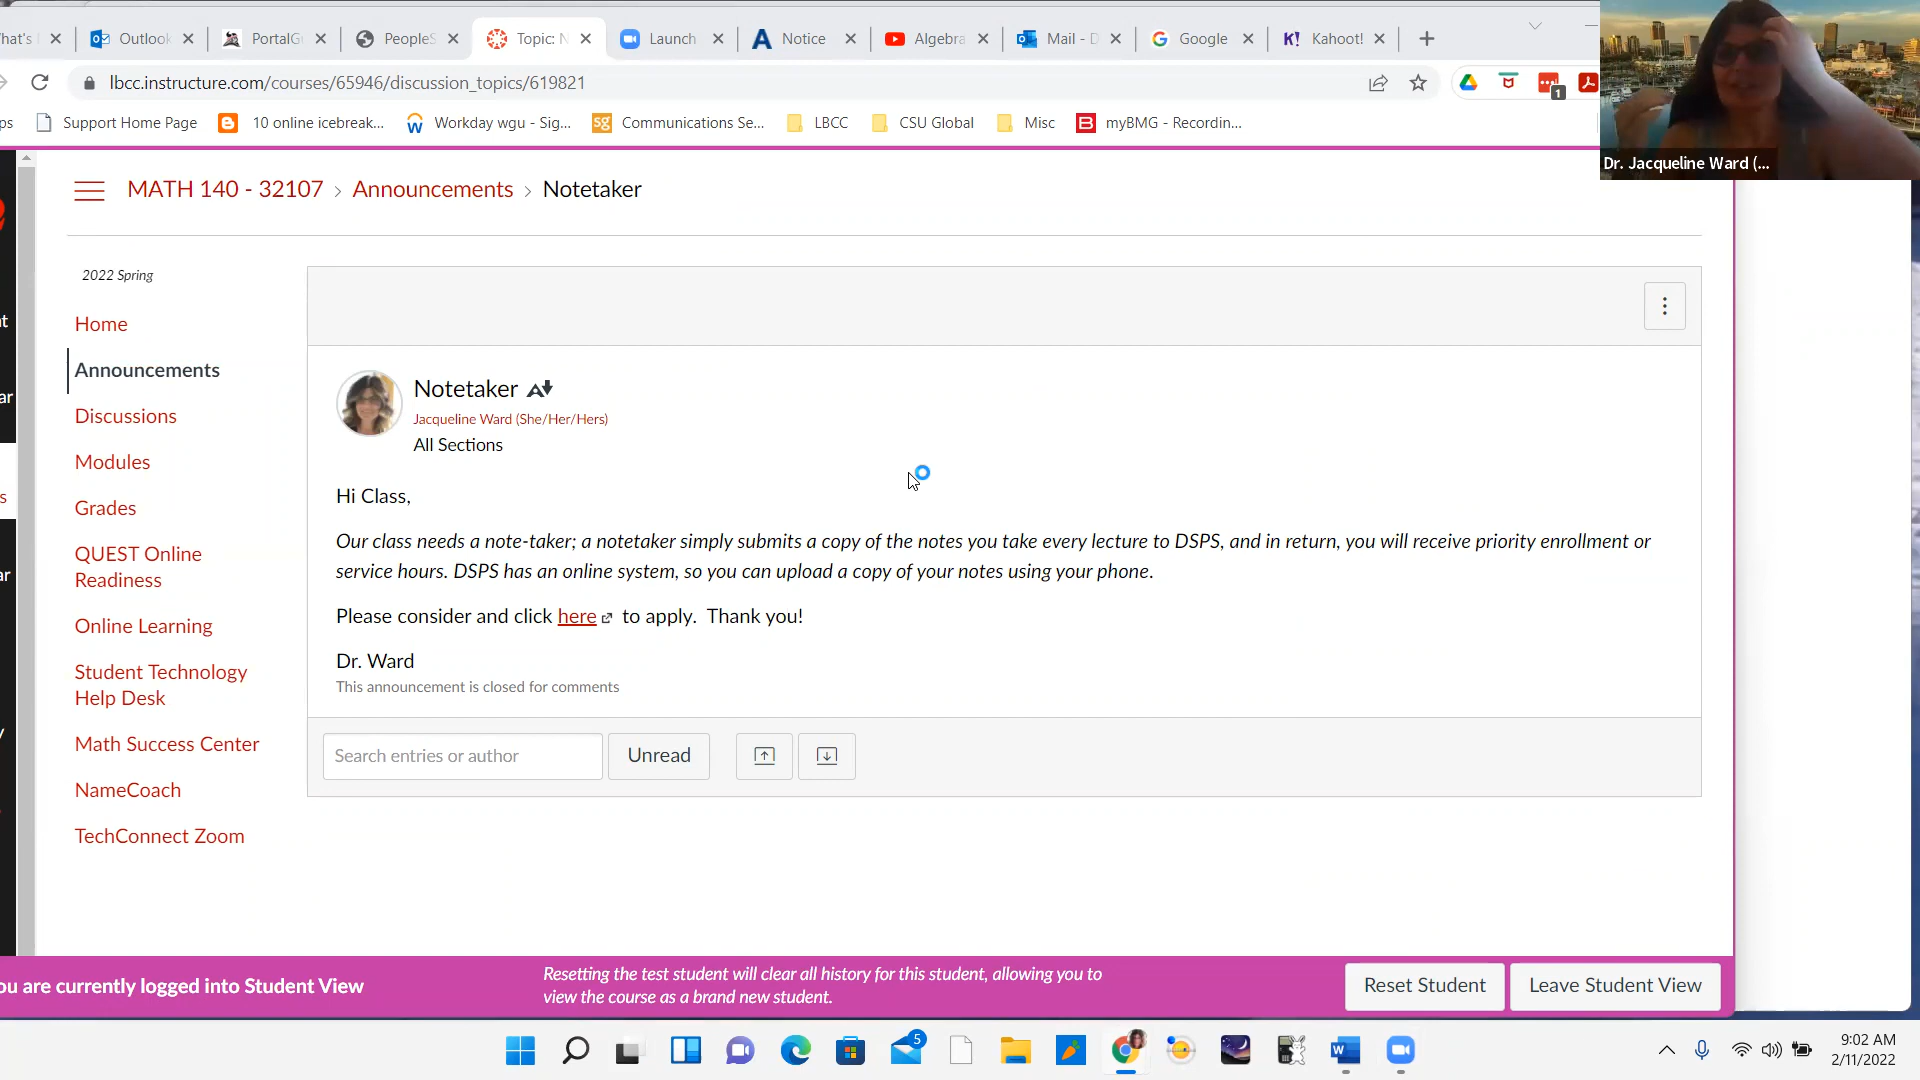 hat's
Outlook
PortalG
PeopleS
Topic: N
Launch
Notice
Algebra
Mail - D
Google
Kahoot!
lbcc.instructure.com/courses/65946/discussion_topics/619821
1
ps
Support Home Page
10 online icebreak...
Workday wgu - Sig...
Communications Se...
LBCC
CSU Global
Misc
myBMG - Recordin...
Dr. Jacqueline Ward (...
MATH 140 - 32107 › Announcements › Notetaker
2022 Spring
Home
Announcements
Discussions
Modules
Grades
QUEST Online
Readiness
Online Learning
Student Technology
Help Desk
Math Success Center
NameCoach
TechConnect Zoom
Notetaker
Jacqueline Ward (She/Her/Hers)
All Sections
Hi Class,
Our class needs a note-taker; a notetaker simply submits a copy of the notes you take every lecture to DSPS, and in return, you will receive priority enrollment or
service hours. DSPS has an online system, so you can upload a copy of your notes using your phone.
Please consider and click here to apply. Thank you!
Dr. Ward
This announcement is closed for comments
Search entries or author
Unread
ou are currently logged into Student View
Resetting the test student will clear all history for this student, allowing you to
view the course as a brand new student.
Reset Student
Leave Student View
5
9:02 AM
2/11/2022